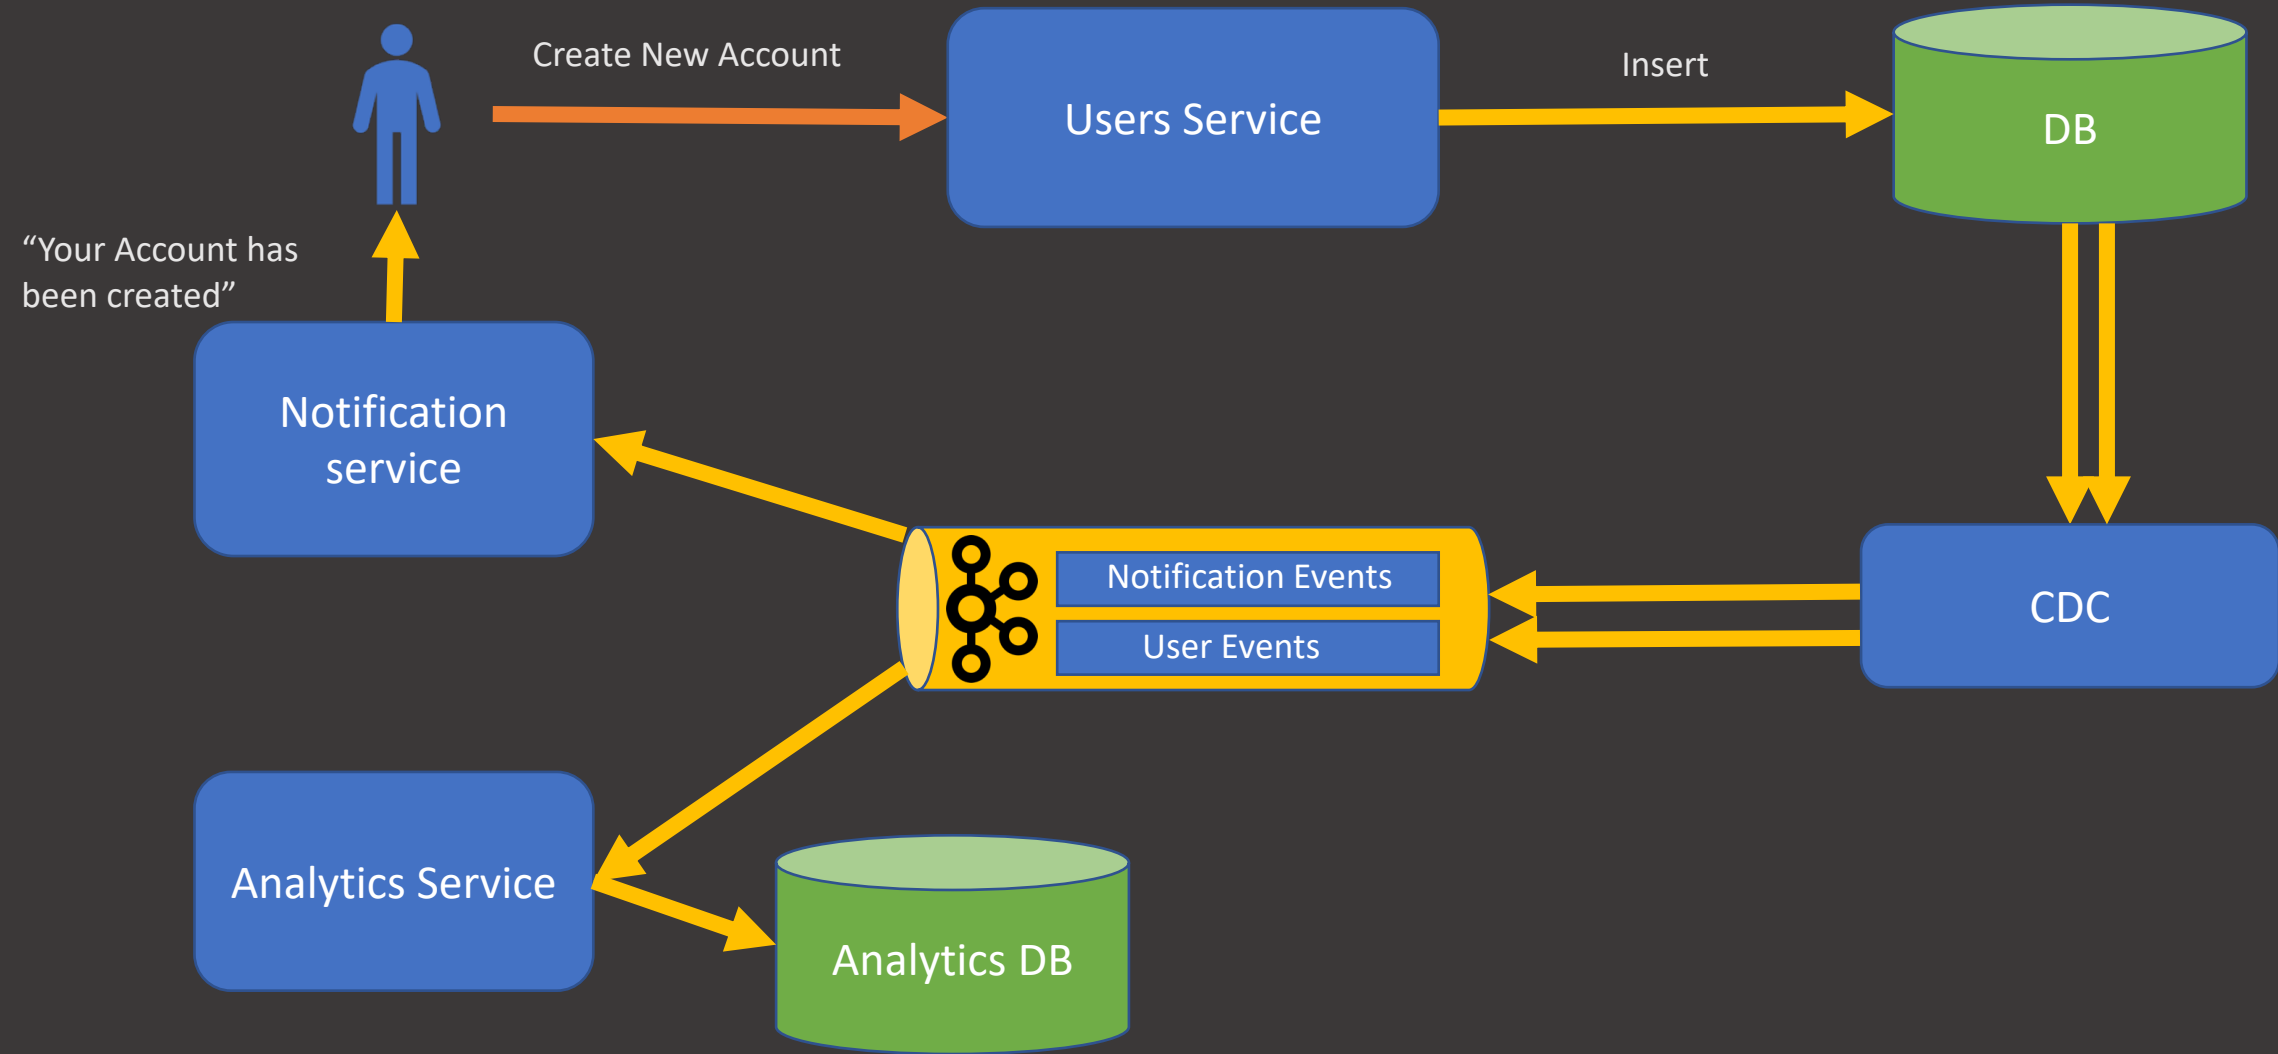 Create New Account
Users Service
Insert
DB
“Your Account has
been created”
Notification
service
Notification Events
User Events
CDC
Analytics Service
Analytics DB